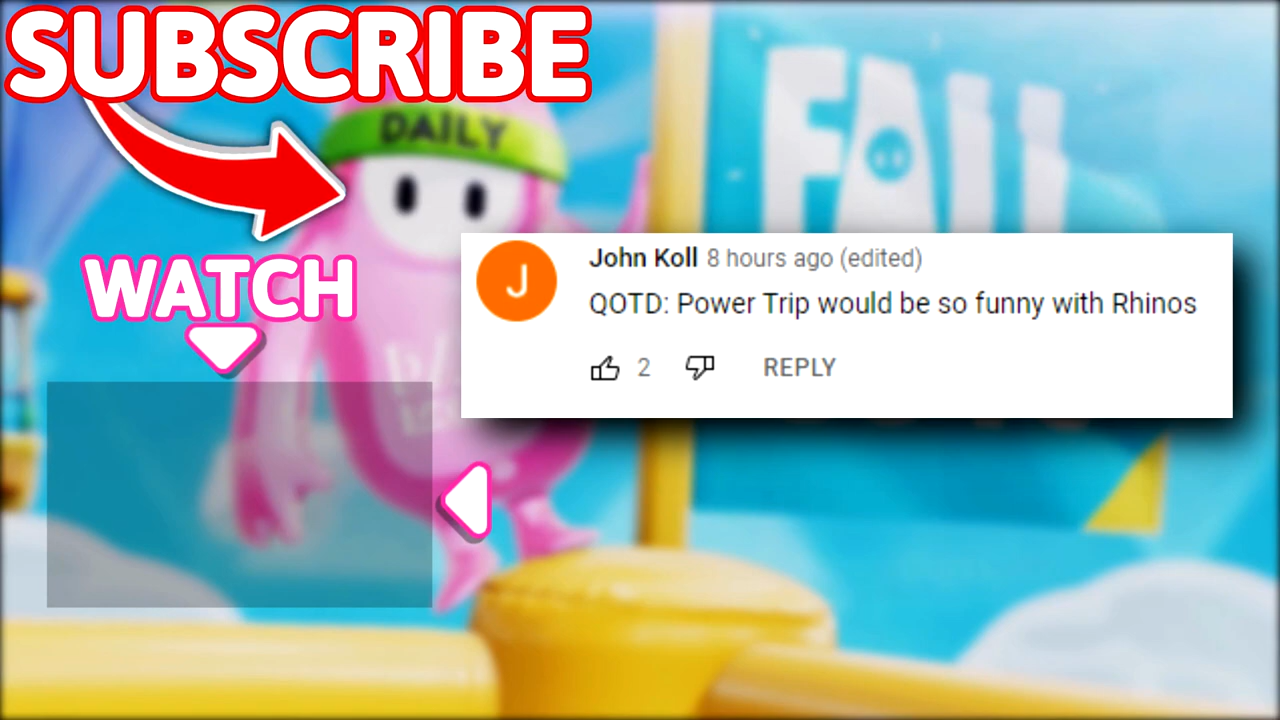 SUBSCRIBE
DAILY
FALL
WATCH
John Koll 8 hours ago (edited)
QOTD: Power Trip would be so funny with Rhinos
2 REPLY